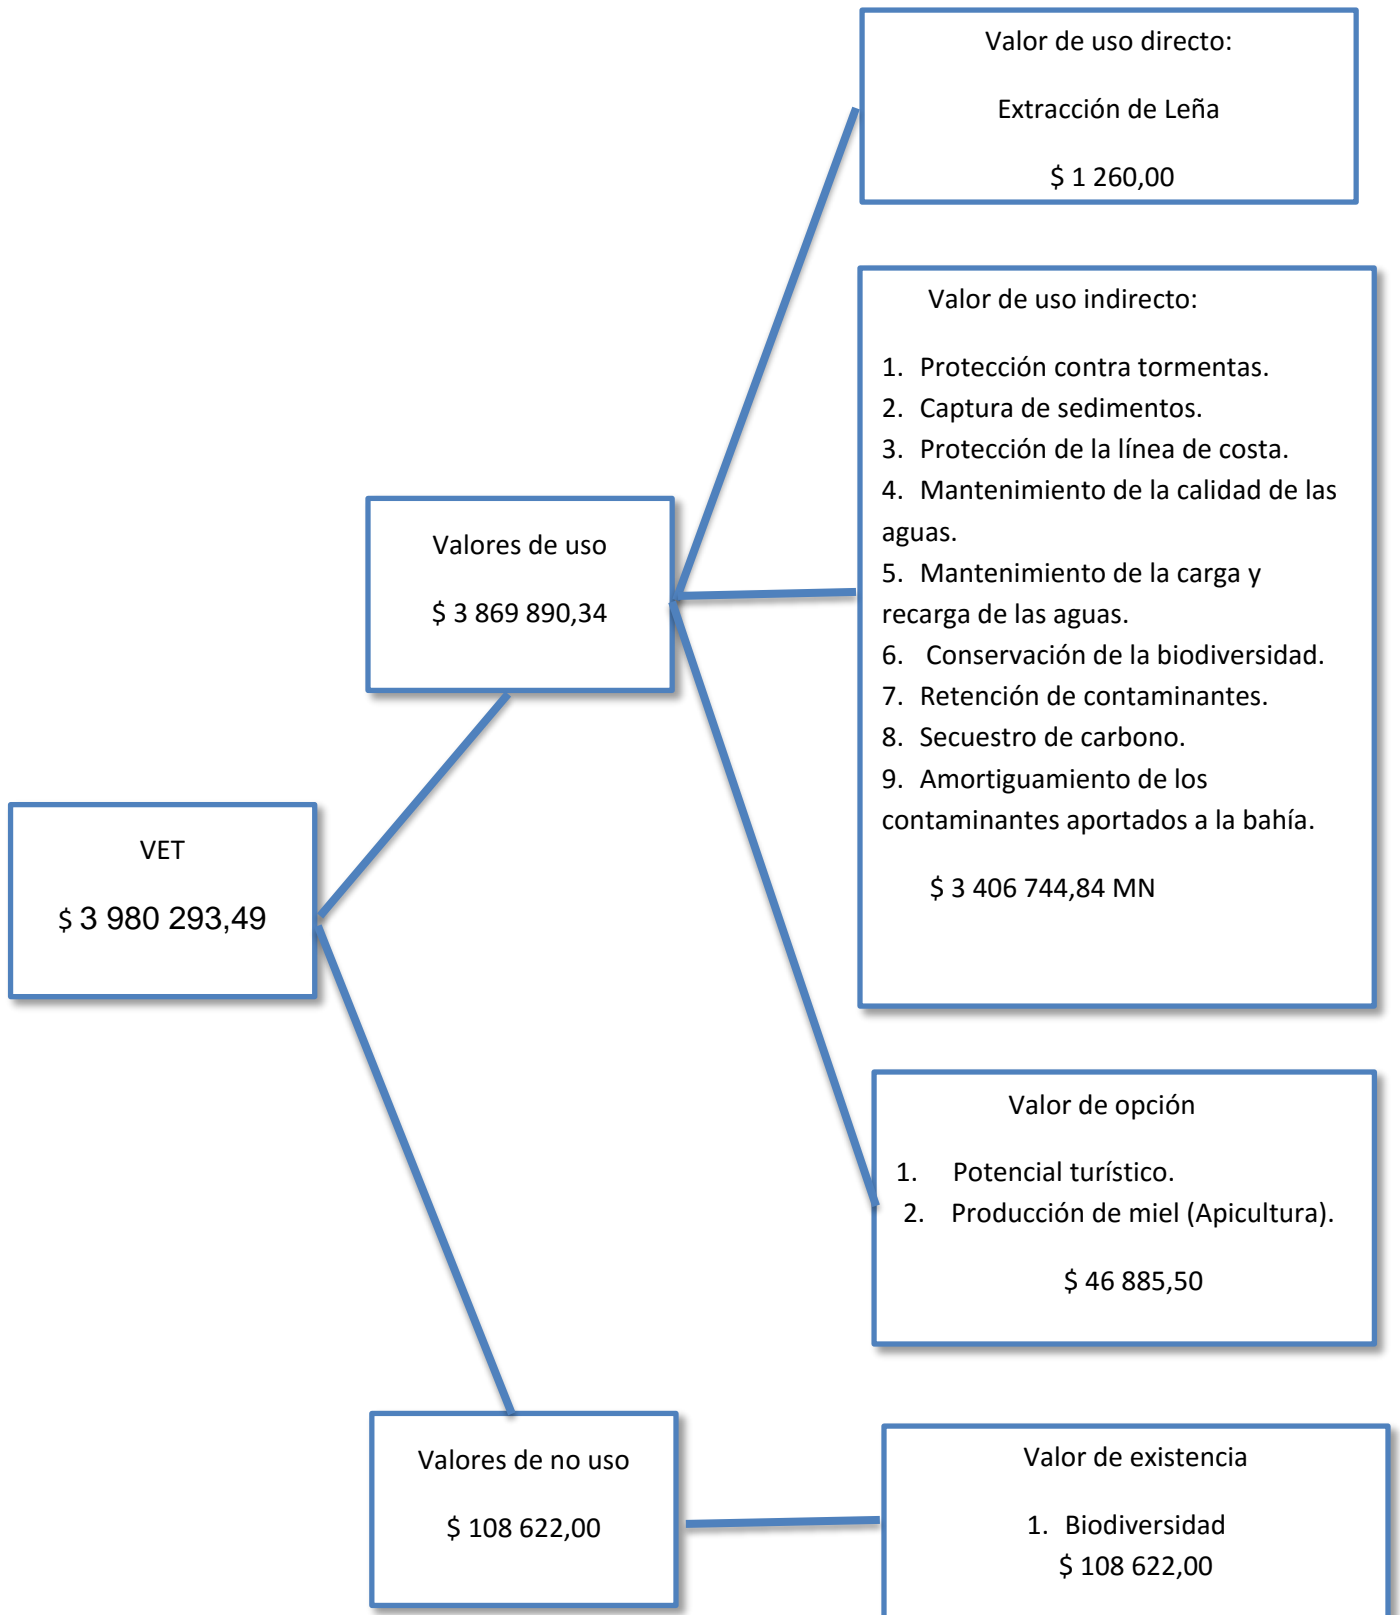 Valor de uso directo:
Extracción de Leña
$ 1 260,00
Valor de uso indirecto:
1. Protección contra tormentas.
2. Captura de sedimentos.
3. Protección de la línea de costa.
4. Mantenimiento de la calidad de las
aguas.
5. Mantenimiento de la carga y
recarga de las aguas.
6. Conservación de la biodiversidad.
7. Retención de contaminantes.
8. Secuestro de carbono.
9. Amortiguamiento de los
contaminantes aportados a la bahía.
$ 3 406 744,84 MN
Valores de uso
$ 3 869 890,34
VET
$ 3 980 293,49
Valor de opción
1. Potencial turístico.
2. Producción de miel (Apicultura).
$ 46 885,50
Valores de no uso
$ 108 622,00
Valor de existencia
1. Biodiversidad
$ 108 622,00